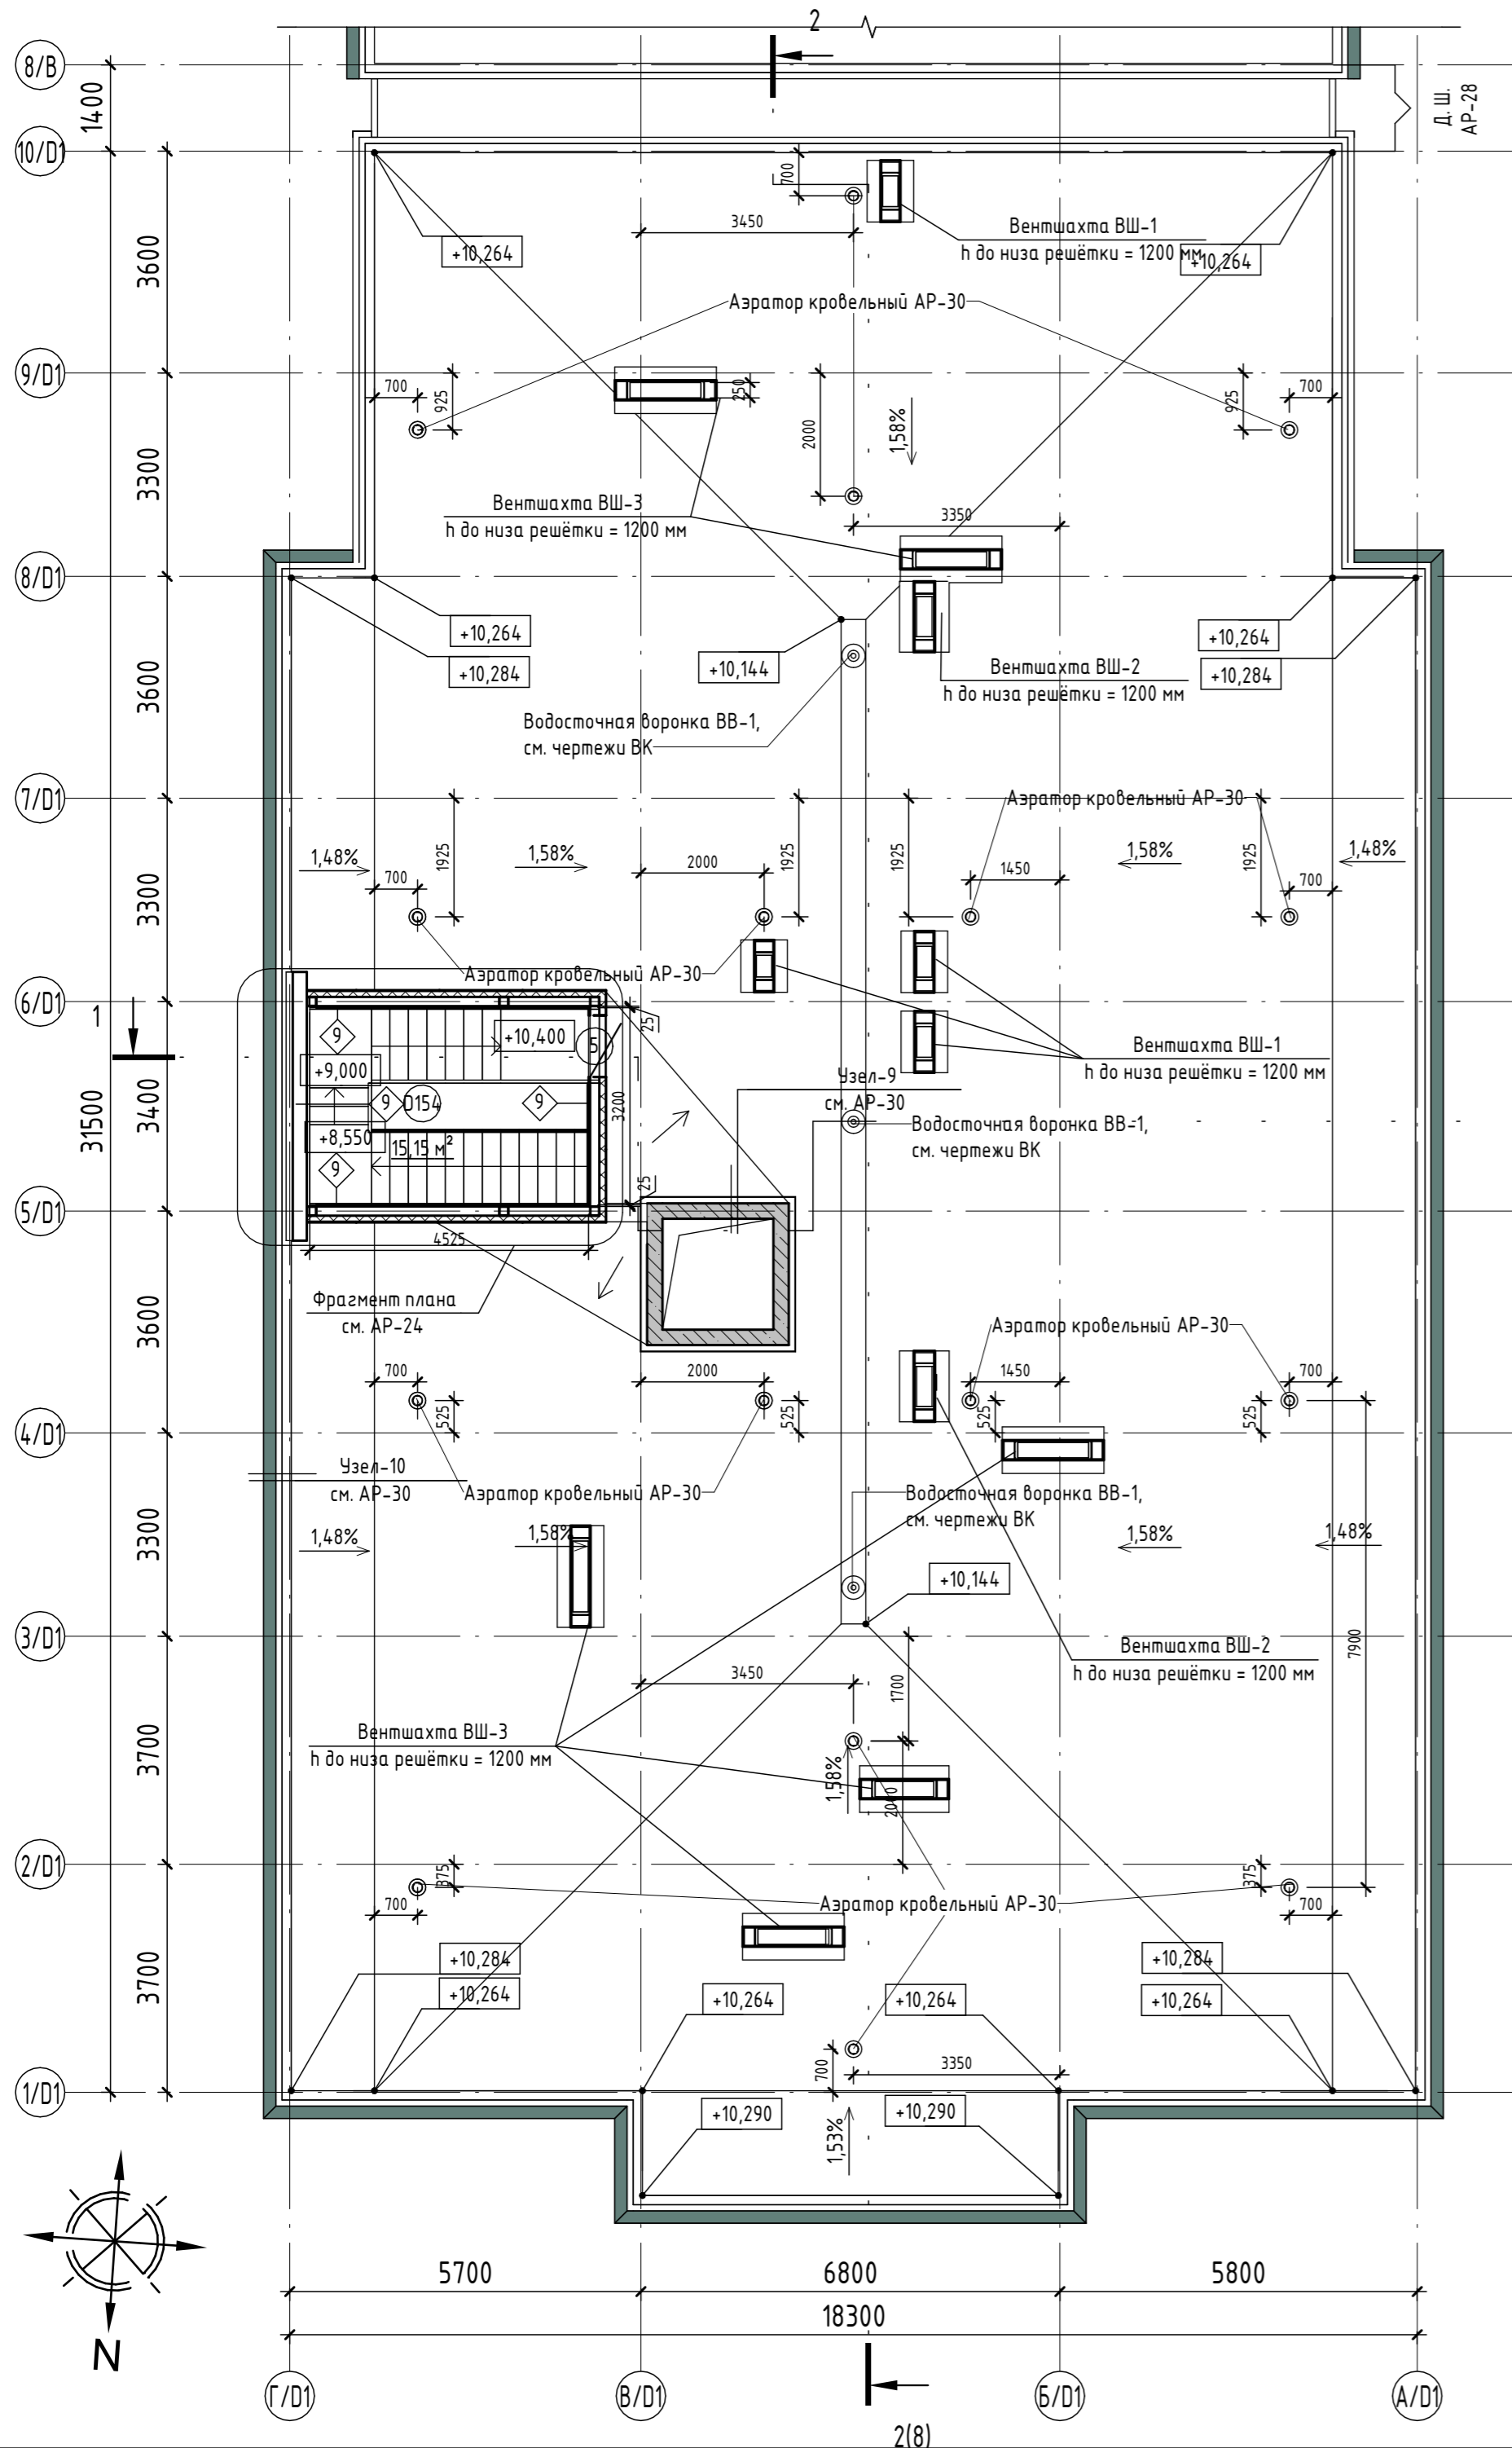 2
8/В
1400
Д.Ш.
АР-28
10/D1
700
3450
Вентшахта ВШ-1
h до низа решётки = 1200 мм
+10,264
+10,264
3600
Аэратор кровельный АР-30
9/D1
700
925
250
2000
1,58%
925
700
3300
Вентшахта ВШ-3
h до низа решётки = 1200 мм
3350
8/D1
+10,264
+10,284
+10,144
+10,264
+10,284
3600
Вентшахта ВШ-2
h до низа решётки = 1200 мм
Водосточная воронка ВВ-1,
см. чертежи ВК
7/D1
Аэратор кровельный АР-30
1,48%
1,58%
1,58%
1,48%
700
1925
2000
1925
1925
1450
1925
700
3300
Аэратор кровельный АР-30
6/D1
1
9
+10,400
5
25
+9,000
9
D154
9
3200
+8,550
15,15 м²
9
25
Вентшахта ВШ-1
h до низа решётки = 1200 мм
Узел-9
см. АР-30
Водосточная воронка ВВ-1,
см. чертежи ВК
31500
3400
5/D1
4525
Фрагмент плана
см. АР-24
3600
Аэратор кровельный АР-30
700
2000
1450
700
525
525
525
525
4/D1
Узел-10
см. АР-30
Аэратор кровельный АР-30
Водосточная воронка ВВ-1,
см. чертежи ВК
3300
1,48%
1,58%
1,58%
1,48%
+10,144
3/D1
7900
Вентшахта ВШ-2
h до низа решётки = 1200 мм
3450
1700
3700
Вентшахта ВШ-3
h до низа решётки = 1200 мм
1,58%
2000
2/D1
375
375
700
Аэратор кровельный АР-30
700
3700
+10,284
+10,264
+10,264
+10,264
+10,284
+10,264
700
3350
1/D1
+10,290
+10,290
1,53%
N
5700
6800
5800
18300
Г/D1
В/D1
Б/D1
А/D1
2(8)